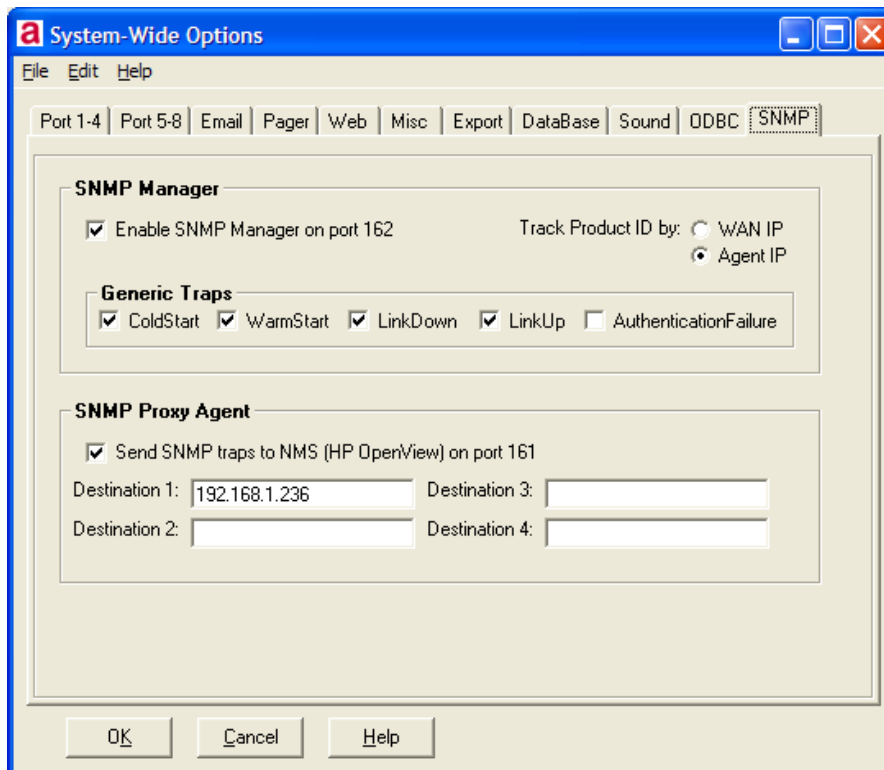 a System-Wide Options
File Edit Help
Port 1-4 Port 5-8 Email Pager Web Misc Export DataBase Sound ODBC SNMP
SNMP Manager
Enable SNMP Manager on port 162 Track Product ID by: WAN IP
Agent IP
Generic Traps
ColdStart WarmStart LinkDown LinkUp AuthenticationFailure
SNMP Proxy Agent
Send SNMP traps to NMS (HP OpenView) on port 161
Destination 1: 192.168.1.236 Destination 3:
Destination 2: Destination 4:
OK Cancel Help